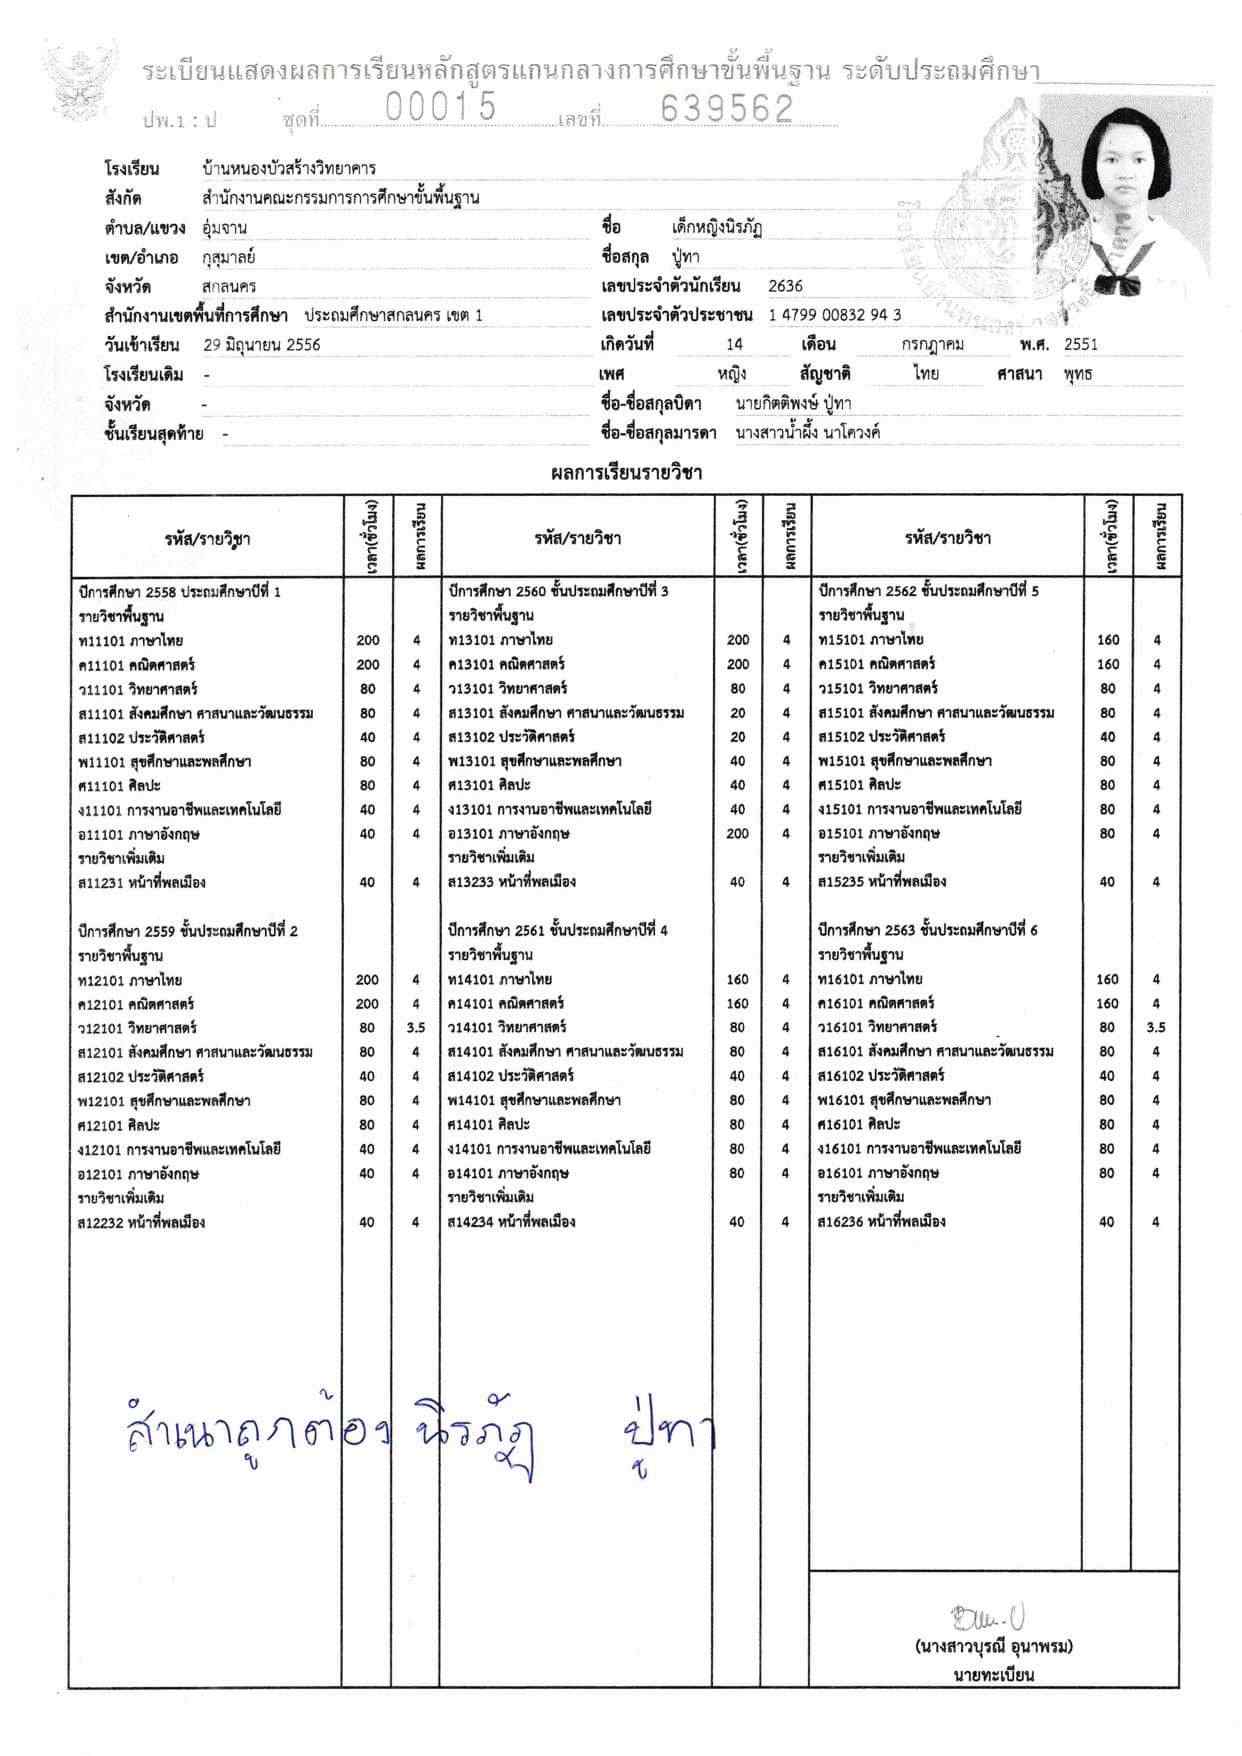 ระเบียนแสดงผลการเรียนหลักสูตรแกนกลางการศึกษาขั้นพื้นฐาน ระดับประถมศึกษา
ปพ.1 : ป ชุดที่ 00015 เลขที่ 639562
โรงเรียน บ้านหนองบัวสร้างวิทยาคาร
สังกัด สำนักงานคณะกรรมการการศึกษาขั้นพื้นฐาน
ตำบล/แขวง อุ่มจาน ชื่อ เด็กหญิงนิรภัฏ
เขต/อำเภอ กุสุมาลย์ ชื่อสกุล ปู่ทา
จังหวัด สกลนคร เลขประจำตัวนักเรียน 2636
สำนักงานเขตพื้นที่การศึกษา ประถมศึกษาสกลนคร เขต 1 เลขประจำตัวประชาชน 1 4799 00832 94 3
วันเข้าเรียน 29 มิถุนายน 2556 เกิดวันที่ 14 เดือน กรกฎาคม พ.ศ. 2551
โรงเรียนเดิม - เพศ หญิง สัญชาติ ไทย ศาสนา พุทธ
จังหวัด - ชื่อ-ชื่อสกุลบิดา นายกิตติพงษ์ ปู่ทา
ชั้นเรียนสุดท้าย - ชื่อ-ชื่อสกุลมารดา นางสาวน้ำผึ้ง นาโควงค์
ผลการเรียนรายวิชา
รหัส/รายวิชา เวลา(ชั่วโมง) ผลการเรียน รหัส/รายวิชา เวลา(ชั่วโมง) ผลการเรียน รหัส/รายวิชา เวลา(ชั่วโมง) ผลการเรียน
ปีการศึกษา 2558 ประถมศึกษาปีที่ 1
รายวิชาพื้นฐาน
ท11101 ภาษาไทย 200 4
ค11101 คณิตศาสตร์ 200 4
ว11101 วิทยาศาสตร์ 80 4
ส11101 สังคมศึกษา ศาสนาและวัฒนธรรม 80 4
ส11102 ประวัติศาสตร์ 40 4
พ11101 สุขศึกษาและพลศึกษา 80 4
ศ11101 ศิลปะ 80 4
ง11101 การงานอาชีพและเทคโนโลยี 40 4
อ11101 ภาษาอังกฤษ 40 4
รายวิชาเพิ่มเติม
ส11231 หน้าที่พลเมือง 40 4
ปีการศึกษา 2559 ชั้นประถมศึกษาปีที่ 2
รายวิชาพื้นฐาน
ท12101 ภาษาไทย 200 4
ค12101 คณิตศาสตร์ 200 4
ว12101 วิทยาศาสตร์ 80 3.5
ส12101 สังคมศึกษา ศาสนาและวัฒนธรรม 80 4
ส12102 ประวัติศาสตร์ 40 4
พ12101 สุขศึกษาและพลศึกษา 80 4
ศ12101 ศิลปะ 80 4
ง12101 การงานอาชีพและเทคโนโลยี 40 4
อ12101 ภาษาอังกฤษ 40 4
รายวิชาเพิ่มเติม
ส12232 หน้าที่พลเมือง 40 4
ปีการศึกษา 2560 ชั้นประถมศึกษาปีที่ 3
รายวิชาพื้นฐาน
ท13101 ภาษาไทย 200 4
ค13101 คณิตศาสตร์ 200 4
ว13101 วิทยาศาสตร์ 80 4
ส13101 สังคมศึกษา ศาสนาและวัฒนธรรม 20 4
ส13102 ประวัติศาสตร์ 20 4
พ13101 สุขศึกษาและพลศึกษา 40 4
ศ13101 ศิลปะ 40 4
ง13101 การงานอาชีพและเทคโนโลยี 40 4
อ13101 ภาษาอังกฤษ 200 4
รายวิชาเพิ่มเติม
ส13233 หน้าที่พลเมือง 40 4
ปีการศึกษา 2561 ชั้นประถมศึกษาปีที่ 4
รายวิชาพื้นฐาน
ท14101 ภาษาไทย 160 4
ค14101 คณิตศาสตร์ 160 4
ว14101 วิทยาศาสตร์ 80 4
ส14101 สังคมศึกษา ศาสนาและวัฒนธรรม 80 4
ส14102 ประวัติศาสตร์ 40 4
พ14101 สุขศึกษาและพลศึกษา 80 4
ศ14101 ศิลปะ 80 4
ง14101 การงานอาชีพและเทคโนโลยี 80 4
อ14101 ภาษาอังกฤษ 80 4
รายวิชาเพิ่มเติม
ส14234 หน้าที่พลเมือง 40 4
ปีการศึกษา 2562 ชั้นประถมศึกษาปีที่ 5
รายวิชาพื้นฐาน
ท15101 ภาษาไทย 160 4
ค15101 คณิตศาสตร์ 160 4
ว15101 วิทยาศาสตร์ 80 4
ส15101 สังคมศึกษา ศาสนาและวัฒนธรรม 80 4
ส15102 ประวัติศาสตร์ 40 4
พ15101 สุขศึกษาและพลศึกษา 80 4
ศ15101 ศิลปะ 80 4
ง15101 การงานอาชีพและเทคโนโลยี 80 4
อ15101 ภาษาอังกฤษ 80 4
รายวิชาเพิ่มเติม
ส15235 หน้าที่พลเมือง 40 4
ปีการศึกษา 2563 ชั้นประถมศึกษาปีที่ 6
รายวิชาพื้นฐาน
ท16101 ภาษาไทย 160 4
ค16101 คณิตศาสตร์ 160 4
ว16101 วิทยาศาสตร์ 80 3.5
ส16101 สังคมศึกษา ศาสนาและวัฒนธรรม 80 4
ส16102 ประวัติศาสตร์ 40 4
พ16101 สุขศึกษาและพลศึกษา 80 4
ศ16101 ศิลปะ 80 4
ง16101 การงานอาชีพและเทคโนโลยี 80 4
อ16101 ภาษาอังกฤษ 80 4
รายวิชาเพิ่มเติม
ส16236 หน้าที่พลเมือง 40 4
สำเนาถูกต้อง นิรภัฏ ปู่ทา
(นางสาวบุรณี อุนาพรม)
นายทะเบียน